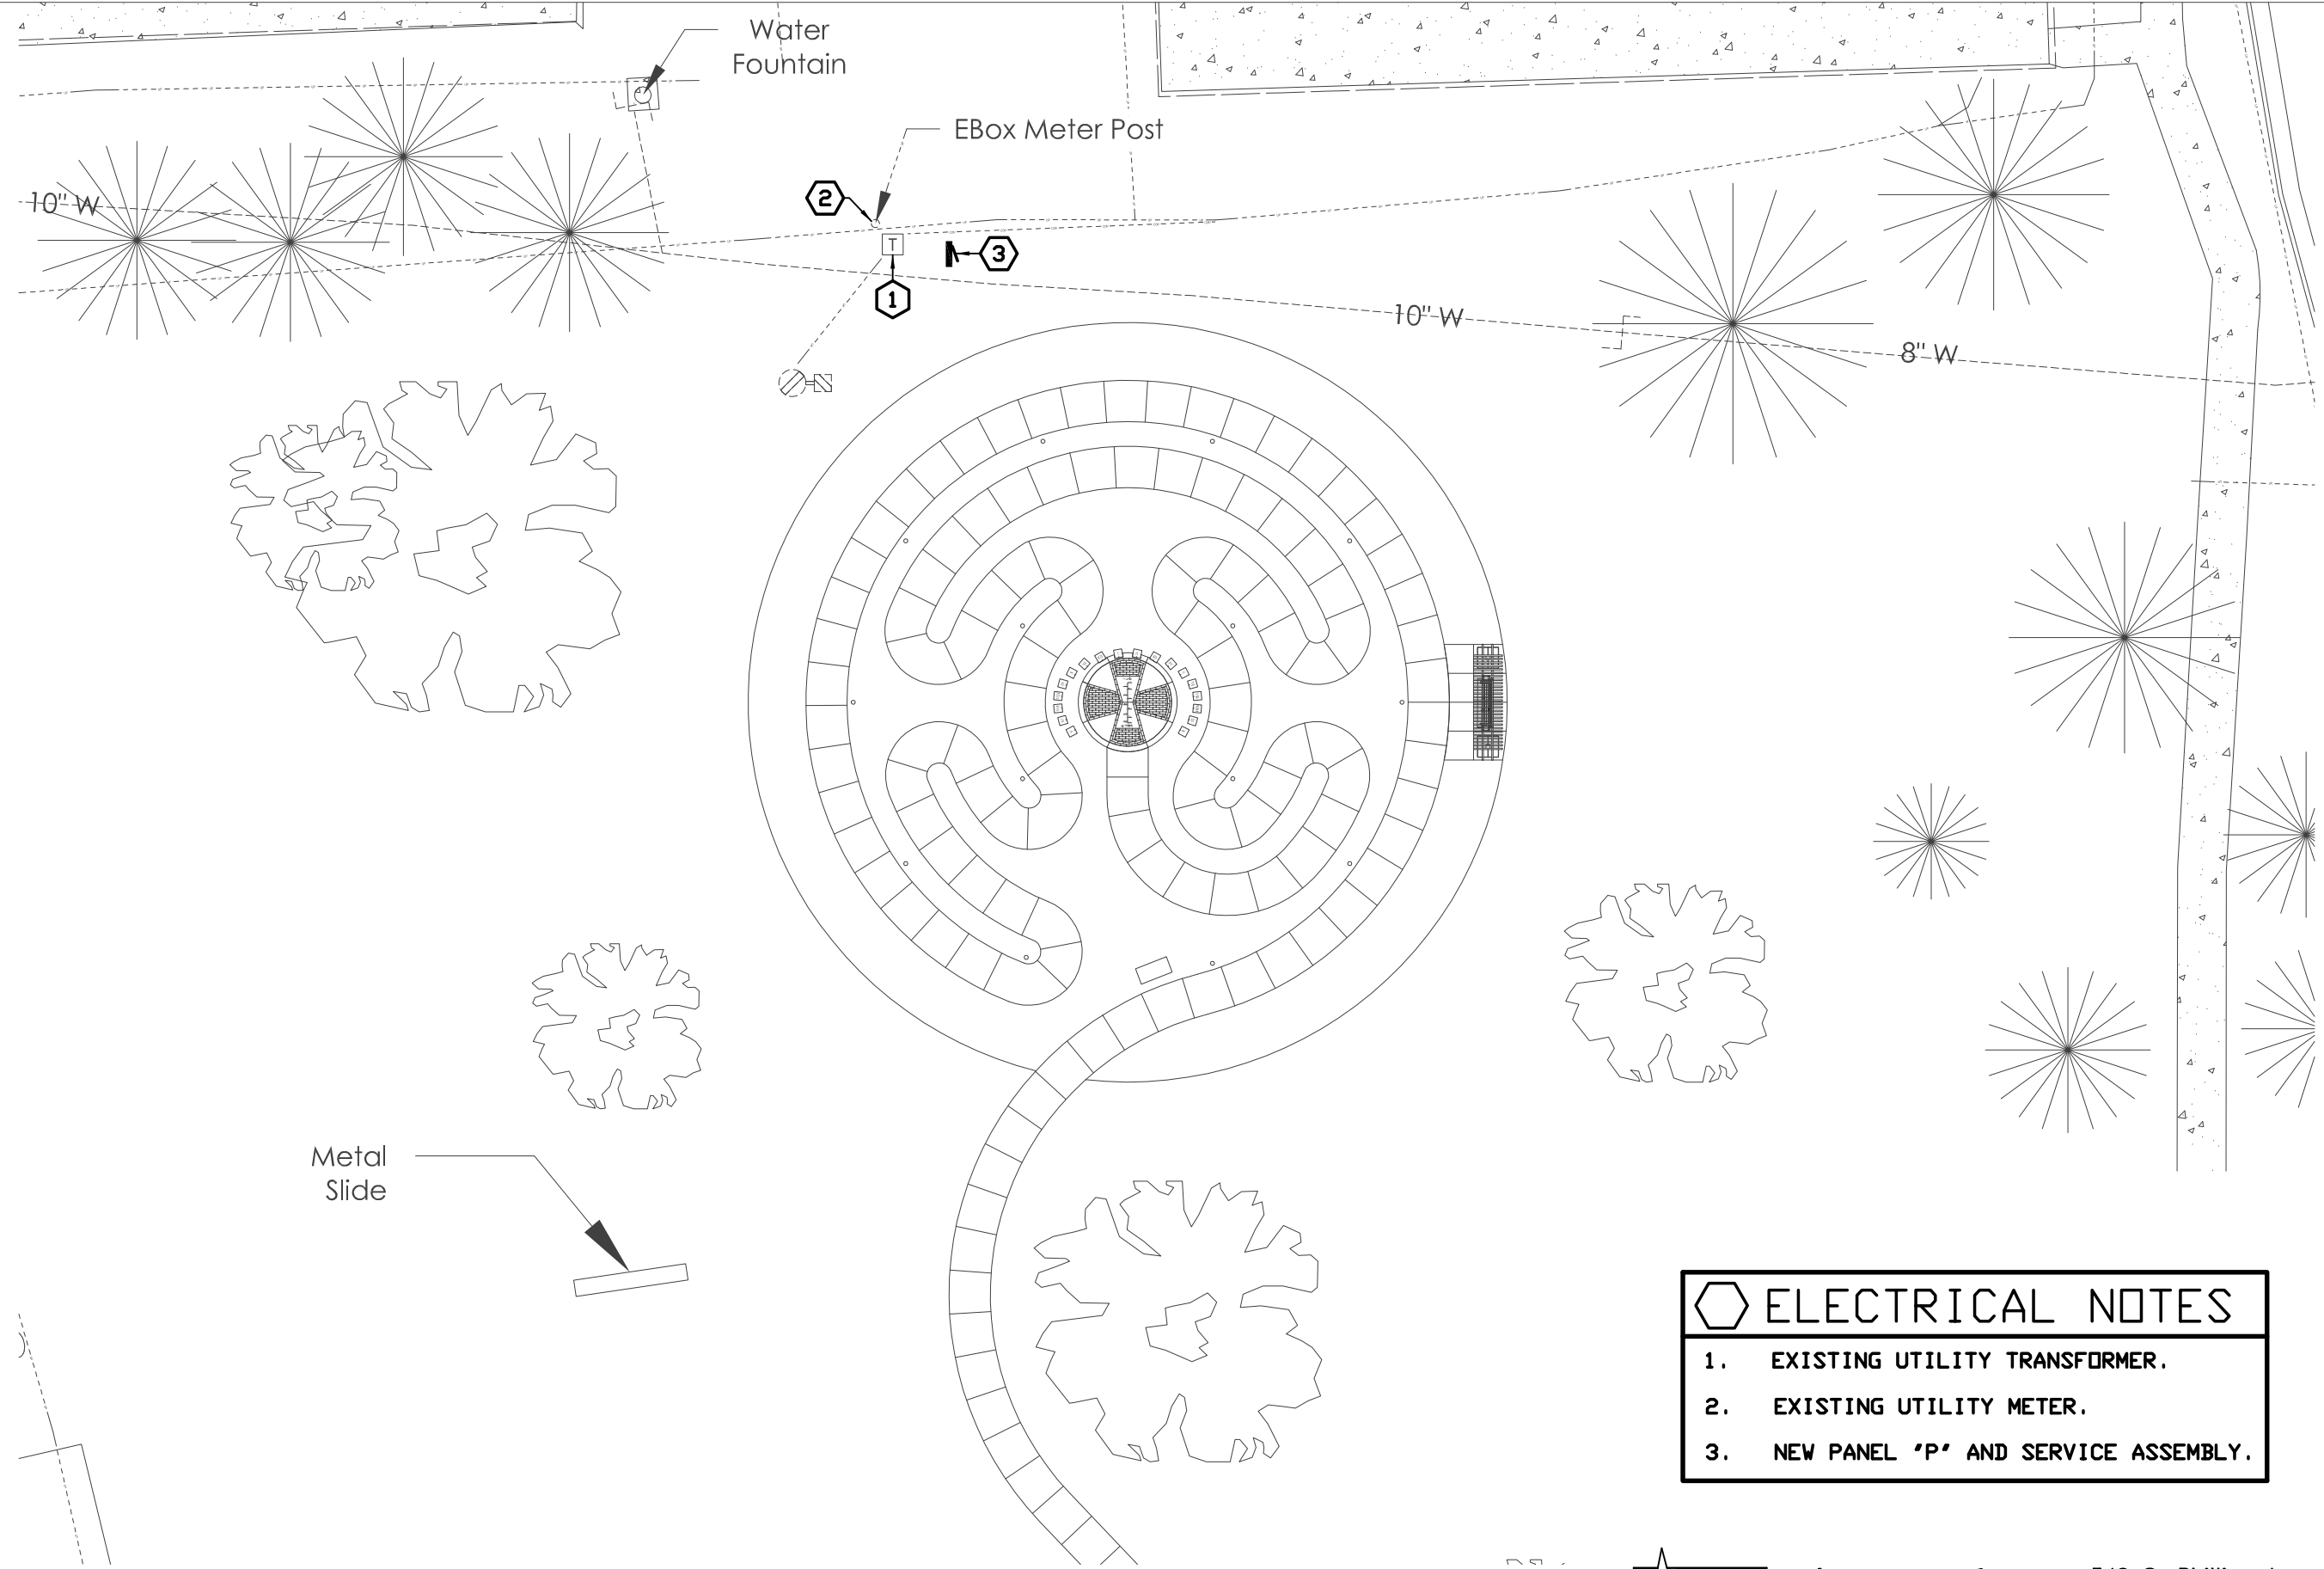 Water
Fountain
EBox Meter Post
10" W
2
T
3
1
10" W
8" W
Metal
Slide
ELECTRICAL NOTES
1. EXISTING UTILITY TRANSFORMER.
2. EXISTING UTILITY METER.
3. NEW PANEL "P" AND SERVICE ASSEMBLY.